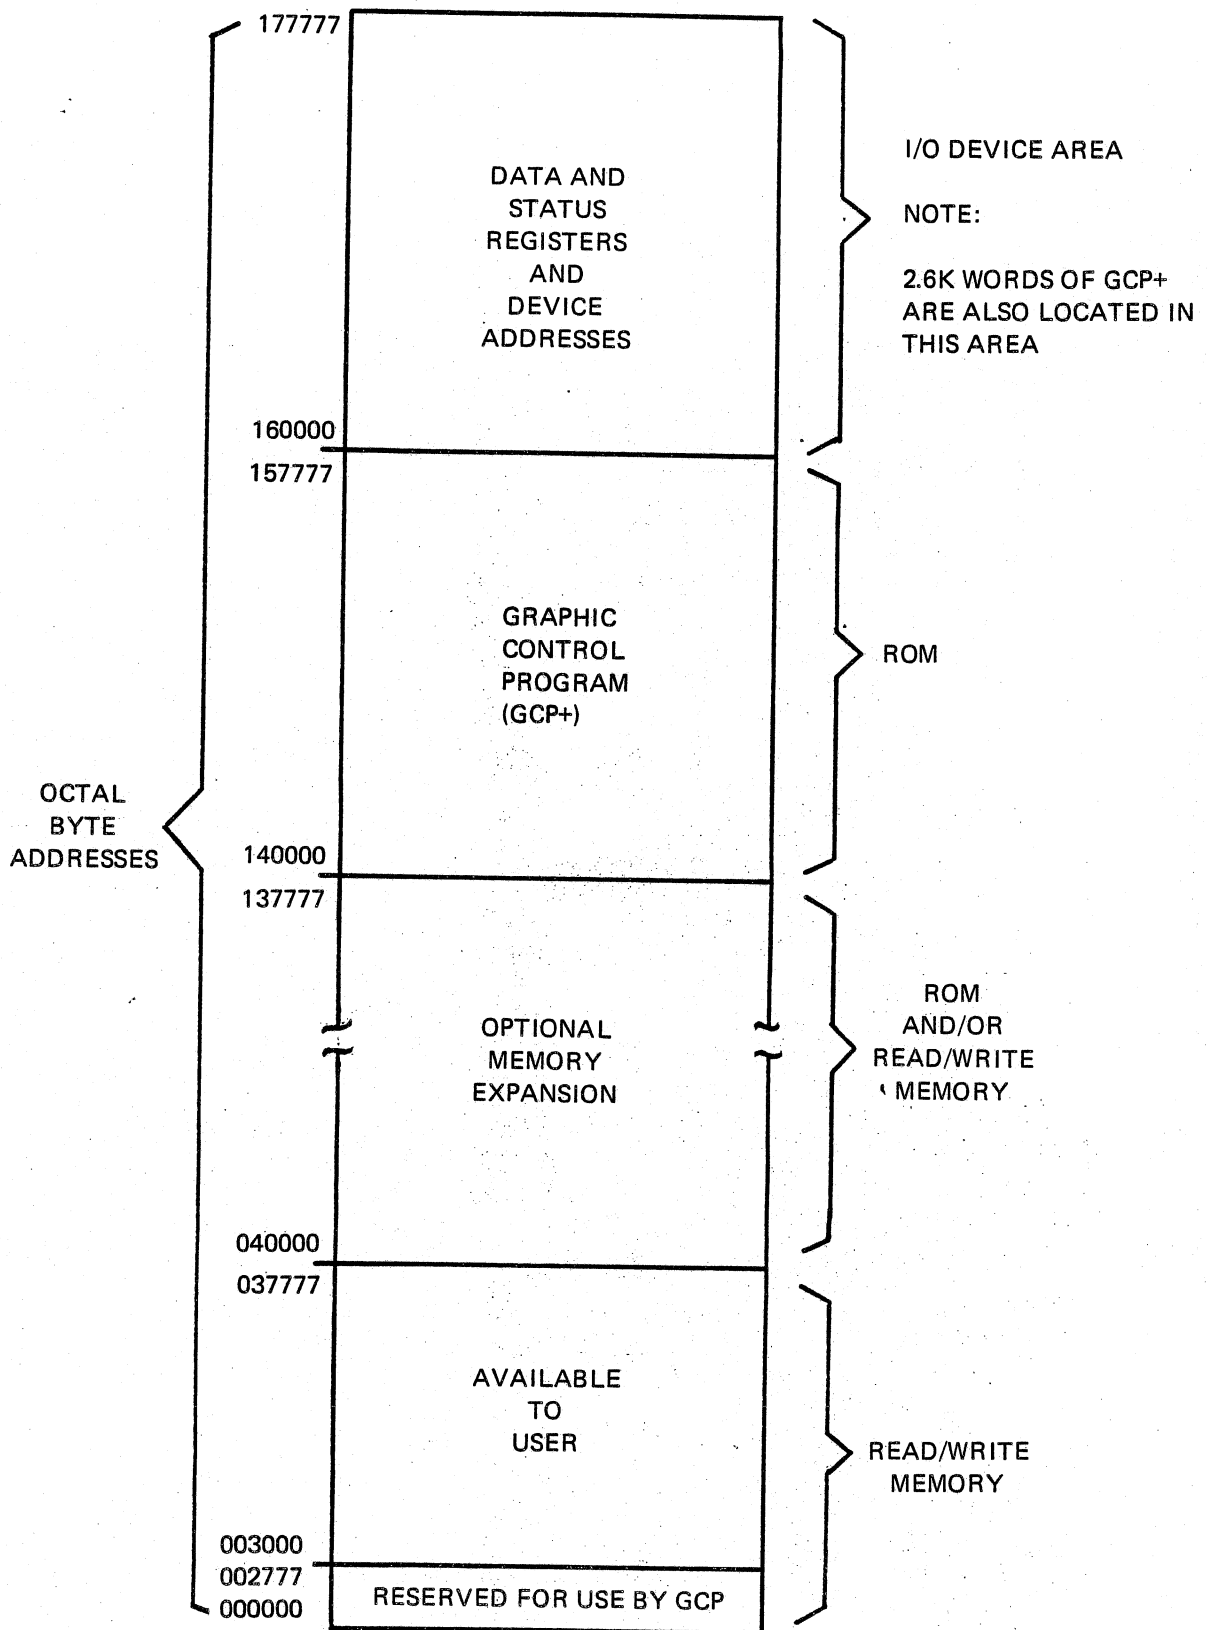 177777
DATA AND
STATUS
REGISTERS
AND
DEVICE
ADDRESSES
I/O DEVICE AREA
NOTE:
2.6K WORDS OF GCP+
ARE ALSO LOCATED IN
THIS AREA
160000
157777
GRAPHIC
CONTROL
PROGRAM
(GCP+)
ROM
OCTAL
BYTE
ADDRESSES
140000
137777
OPTIONAL
MEMORY
EXPANSION
ROM
AND/OR
READ/WRITE
MEMORY
040000
037777
AVAILABLE
TO
USER
READ/WRITE
MEMORY
003000
002777
000000
RESERVED FOR USE BY GCP